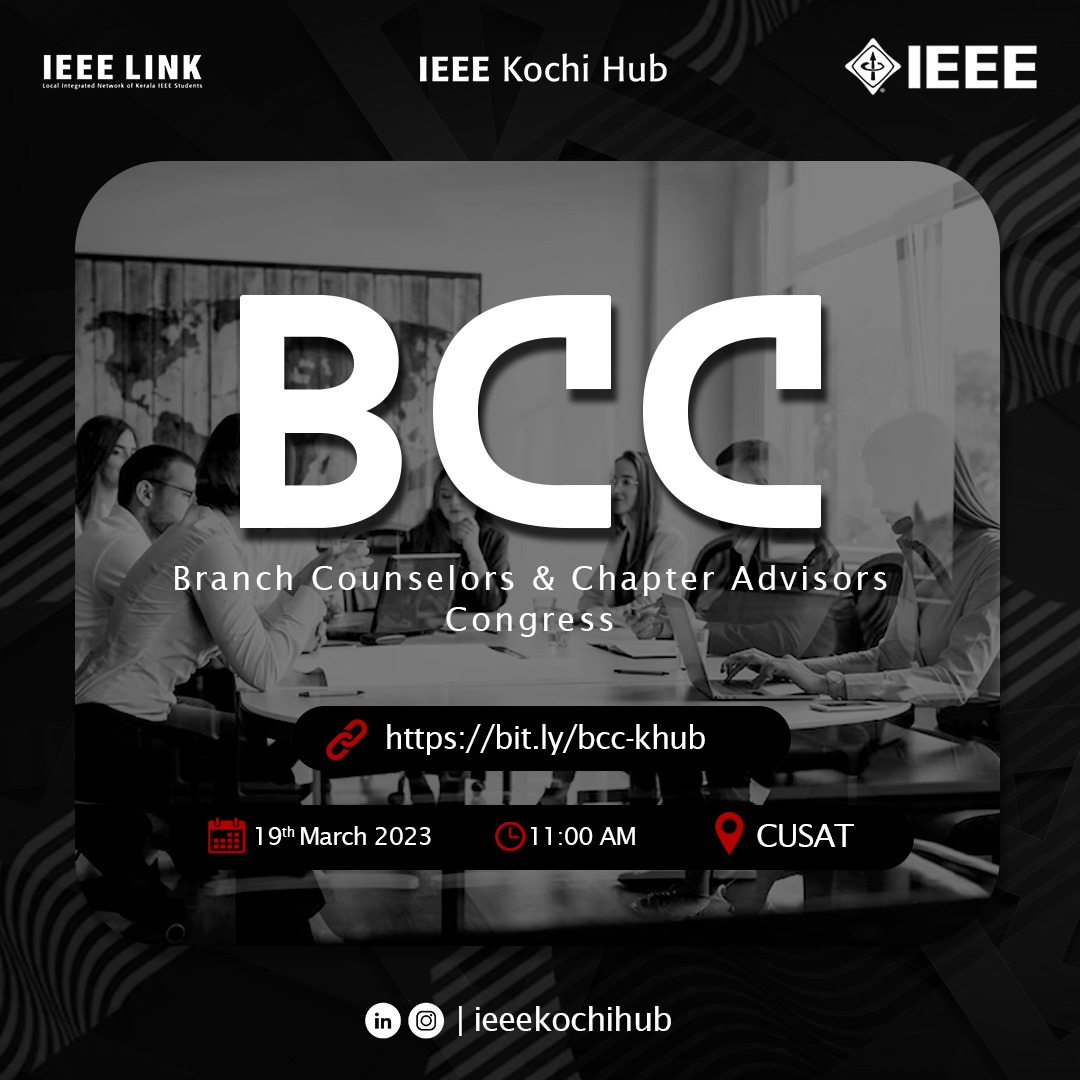 IEEE LINK
Local Integrated Network of Kerala IEEE Students
IEEE Kochi Hub
IEEE
BCC
Branch Counselors & Chapter Advisors
Congress
https://bit.ly/bcc-khub
19th March 2023
11:00 AM
CUSAT
in | ieeekochihub